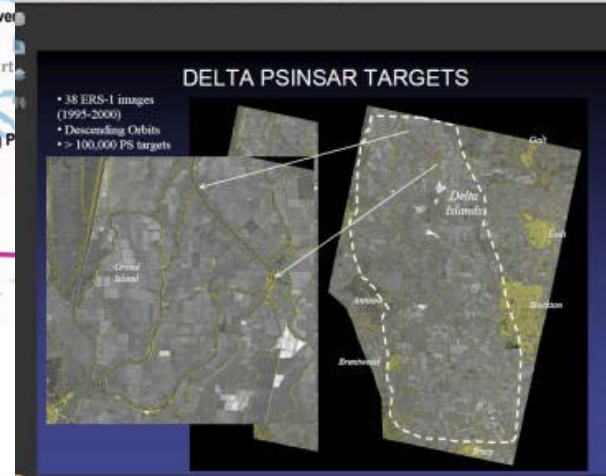 DELTA PSINSAR TARGETS
• 38 ERS-1 images
(1995-2000)
• Descending Orbits
• > 100,000 PS targets
Galt
Delta
Islands
Lodi
Grand
Island
Stockton
Antioch
Brentwood
Tracy